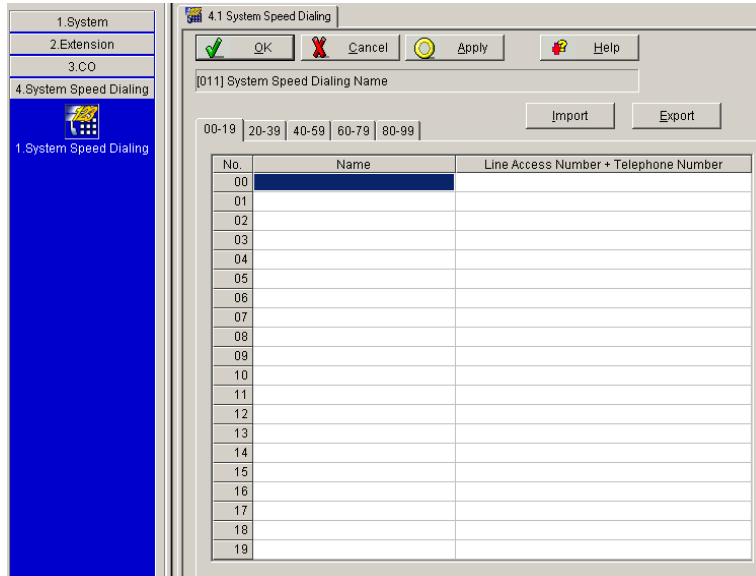 1.System
2.Extension
3.CO
4.System Speed Dialing
1.System Speed Dialing
4.1 System Speed Dialing
OK Cancel Apply Help
[011] System Speed Dialing Name
Import Export
00-19 20-39 40-59 60-79 80-99
No. Name Line Access Number + Telephone Number
00
01
02
03
04
05
06
07
08
09
10
11
12
13
14
15
16
17
18
19